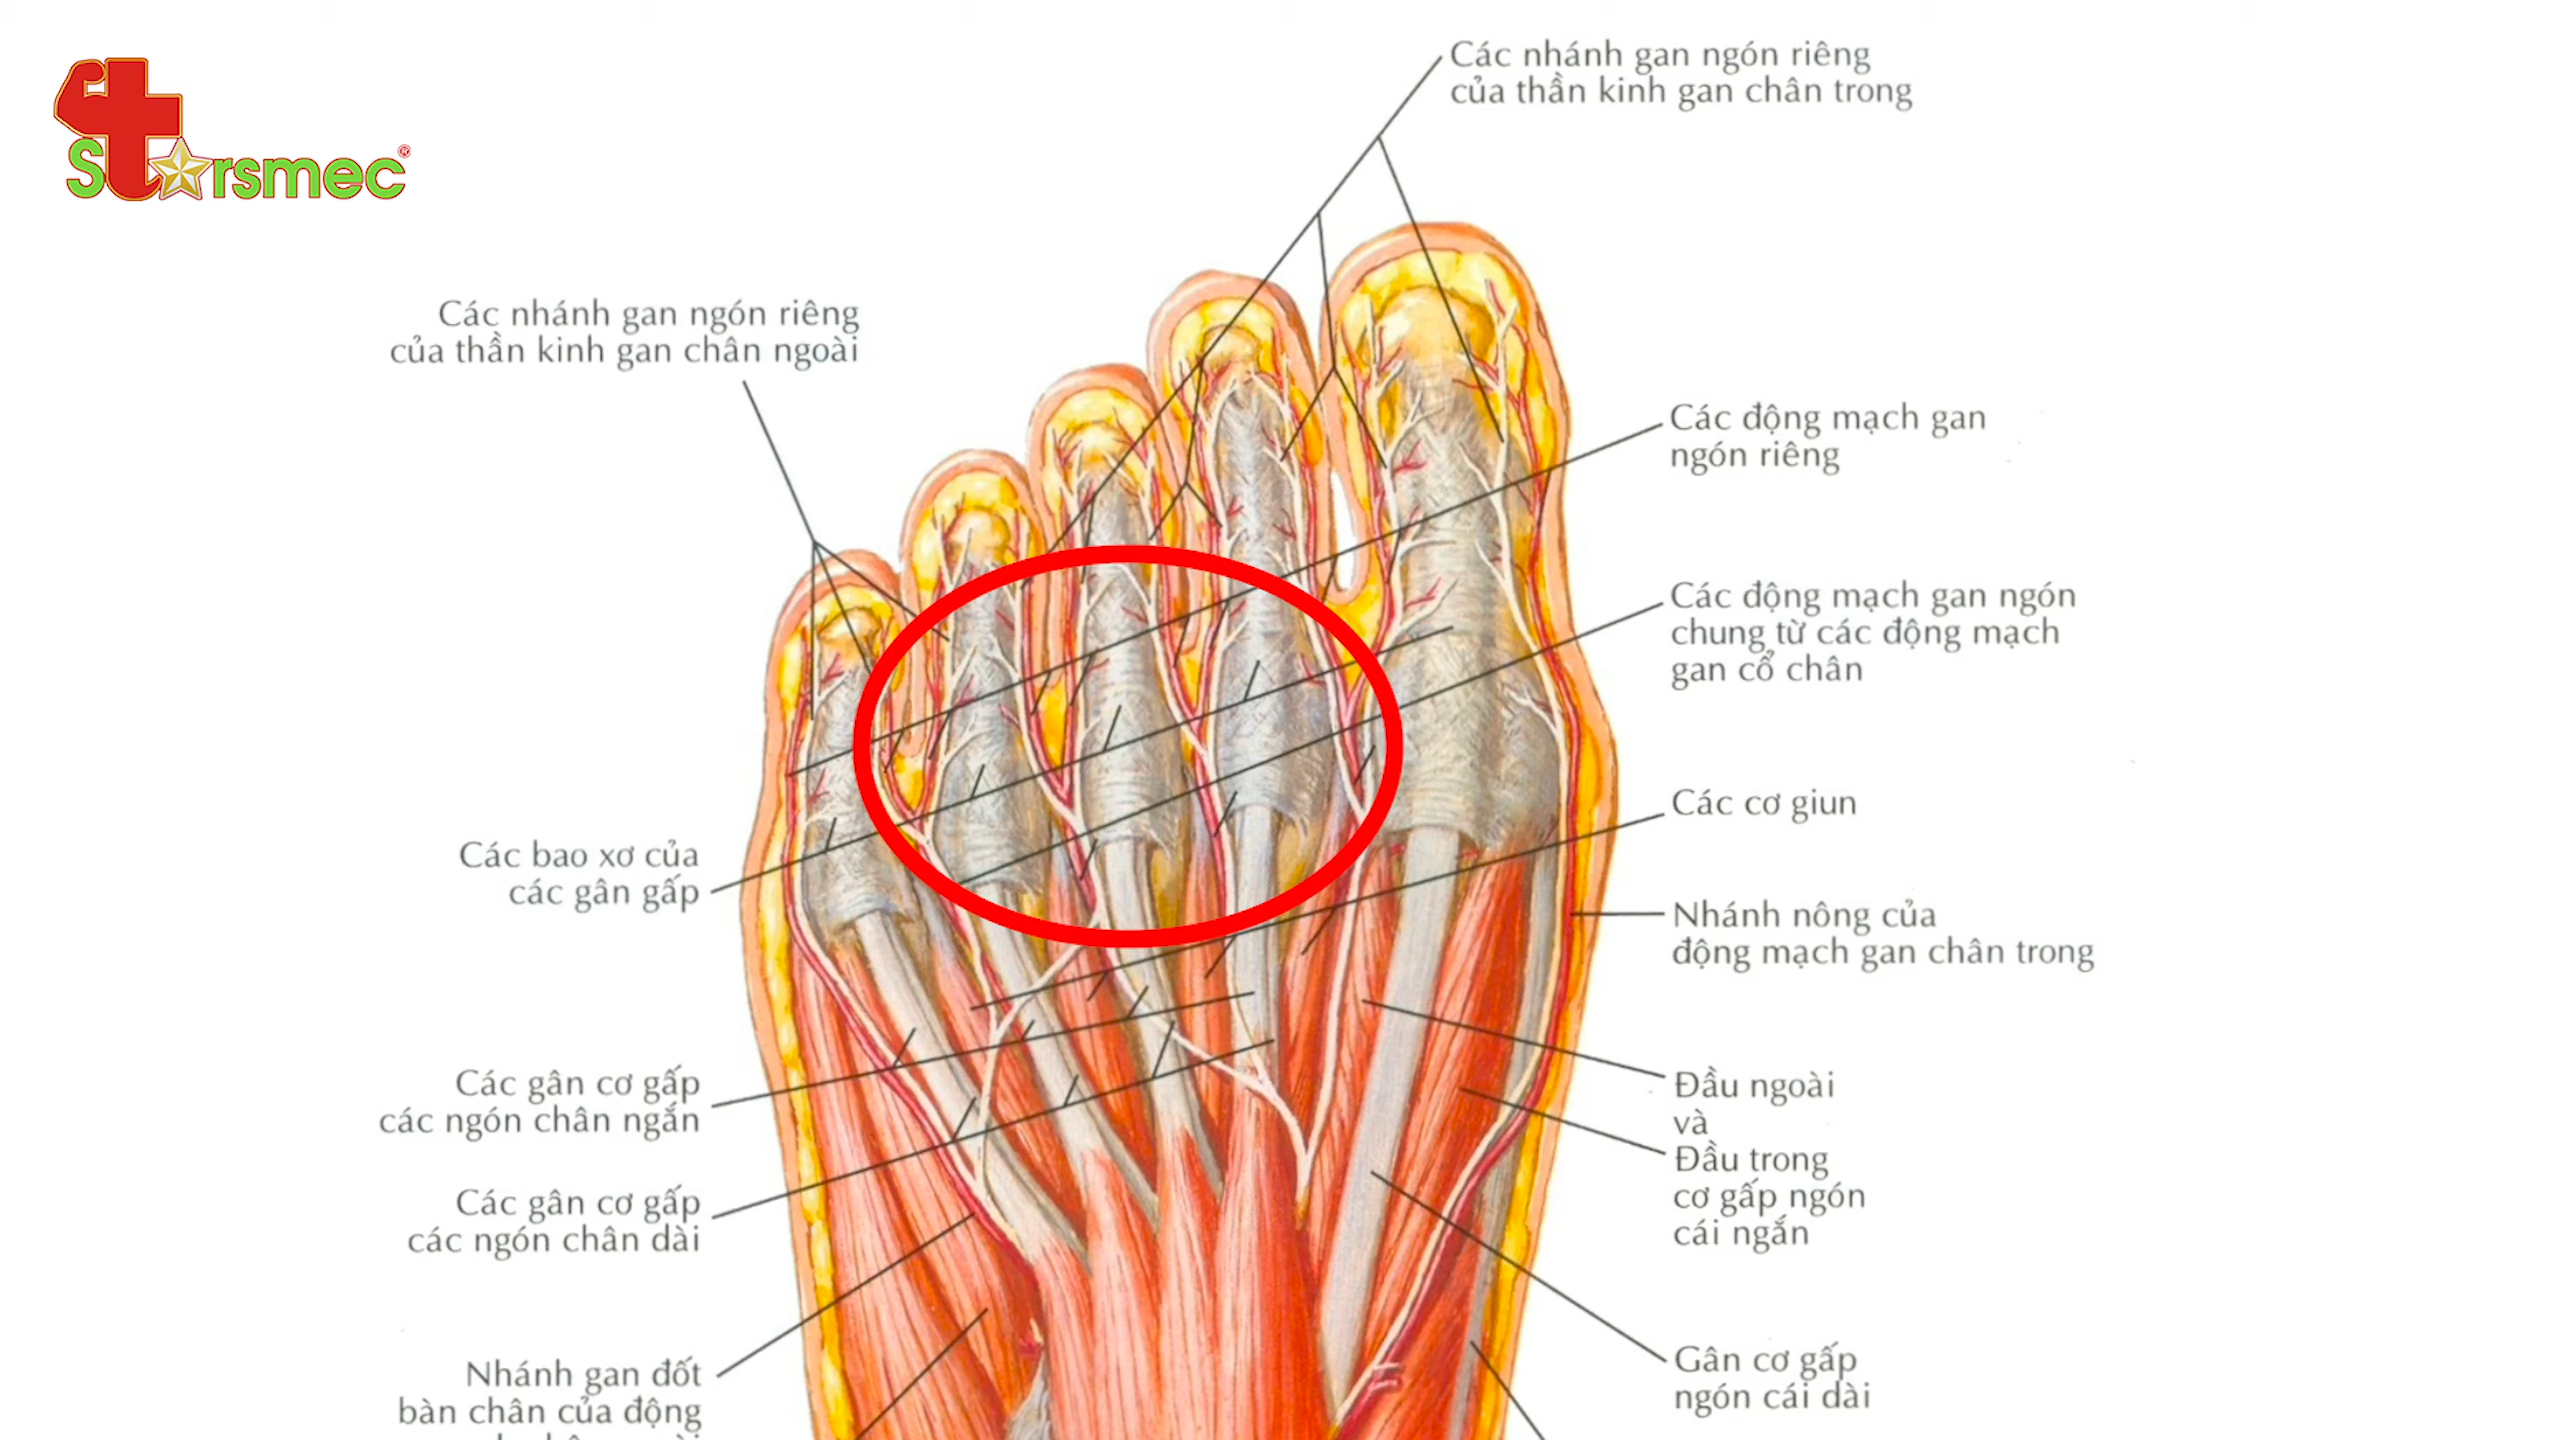 Starsmec®
Các nhánh gan ngón riêng
của thần kinh gan chân trong
Các nhánh gan ngón riêng
của thần kinh gan chân ngoài
Các động mạch gan
ngón riêng
Các động mạch gan ngón
chung từ các động mạch
gan cổ chân
Các cơ giun
Các bao xơ của
các gân gấp
Nhánh nông của
động mạch gan chân trong
Các gân cơ gấp
các ngón chân ngắn
Đầu ngoài
và
Đầu trong
cơ gấp ngón
cái ngắn
Các gân cơ gấp
các ngón chân dài
Nhánh gan đốt
bàn chân của động
Gân cơ gấp
ngón cái dài